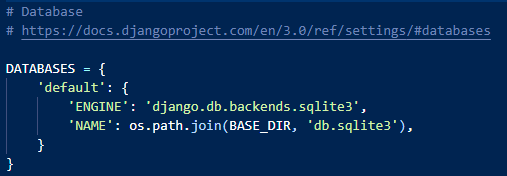 # Database
# https://docs.djangoproject.com/en/3.0/ref/settings/#databases
DATABASES = {
    'default': {
        'ENGINE': 'django.db.backends.sqlite3',
        'NAME': os.path.join(BASE_DIR, 'db.sqlite3'),
    }
}